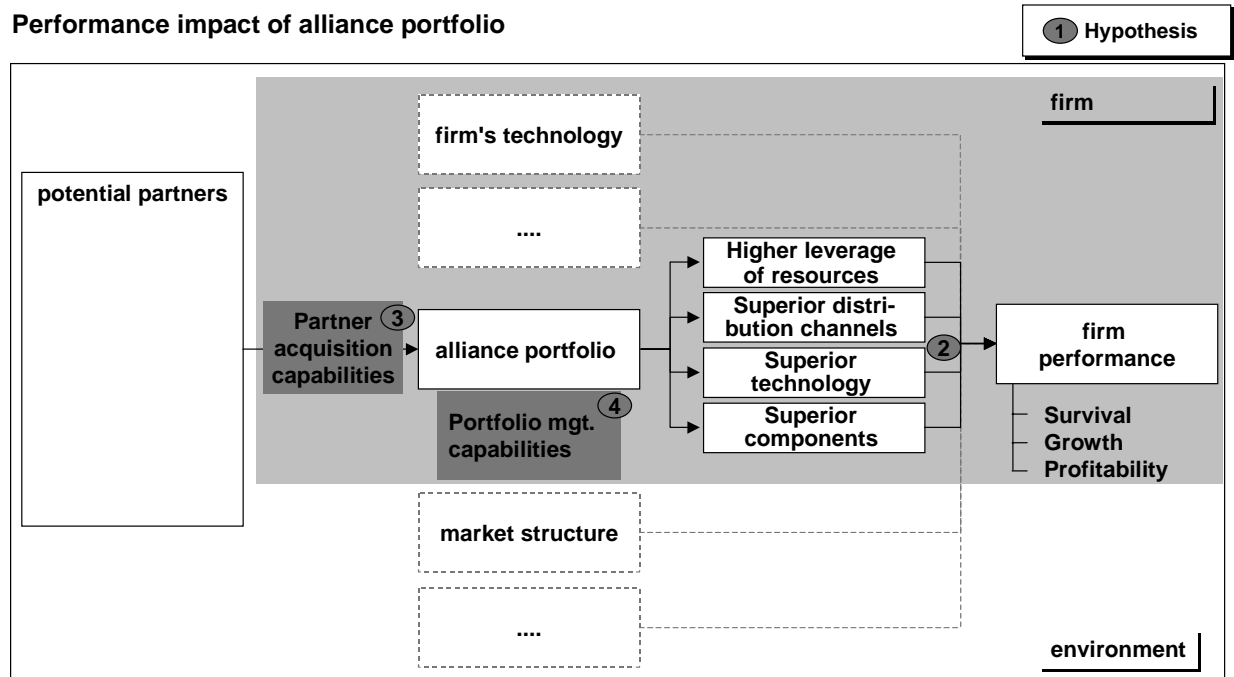 Performance impact of alliance portfolio
1 Hypothesis
firm
firm's technology
potential partners
....
Higher leverage
of resources
Superior distri-
bution channels
Partner 3
acquisition
capabilities
alliance portfolio
2
Superior
technology
firm
performance
Portfolio mgt. 4
capabilities
Superior
components
Survival
Growth
Profitability
market structure
....
environment